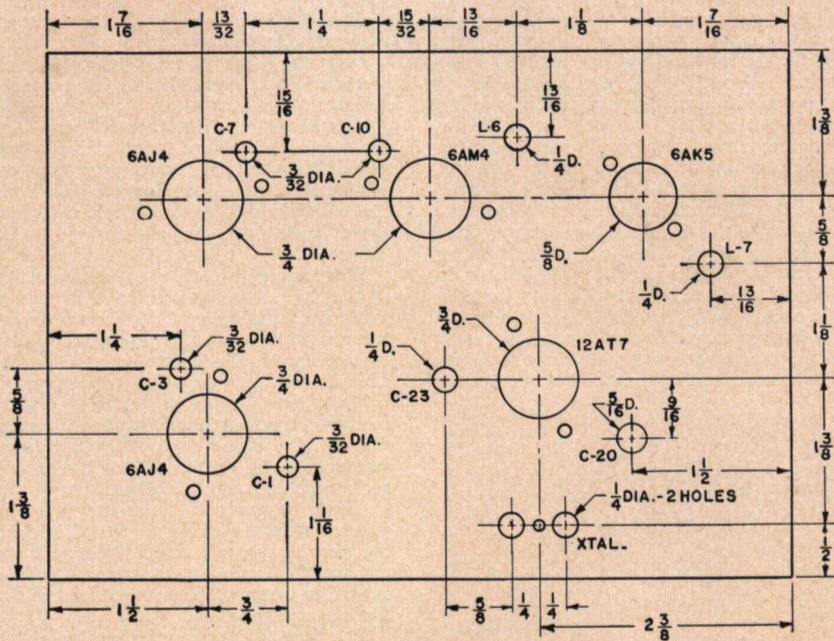 1 7/16 13/32 1 1/4 15/32 13/16 1 1/8 1 7/16
15/16 13/16 1 3/8
C-7 C-10 L-6
6AJ4 6AM4 6AK5
3/32 DIA. 1/4 D.
5/8
3/4 DIA. 5/8 D. L-7
1/4 D. 13/16
1 1/4 3/32 DIA. 1/4 D. 3/4 D. 12AT7 1 1/8
C-3 3/4 DIA. C-23 5/16 D. 9/16
5/8
3/32 DIA. C-20 1 3/8
6AJ4 C-1 1 1/2
1 3/8 1 1/16 1/4 DIA.-2 HOLES
XTAL. 1/2
1 1/2 3/4 5/8 1/4 1/4
2 3/8